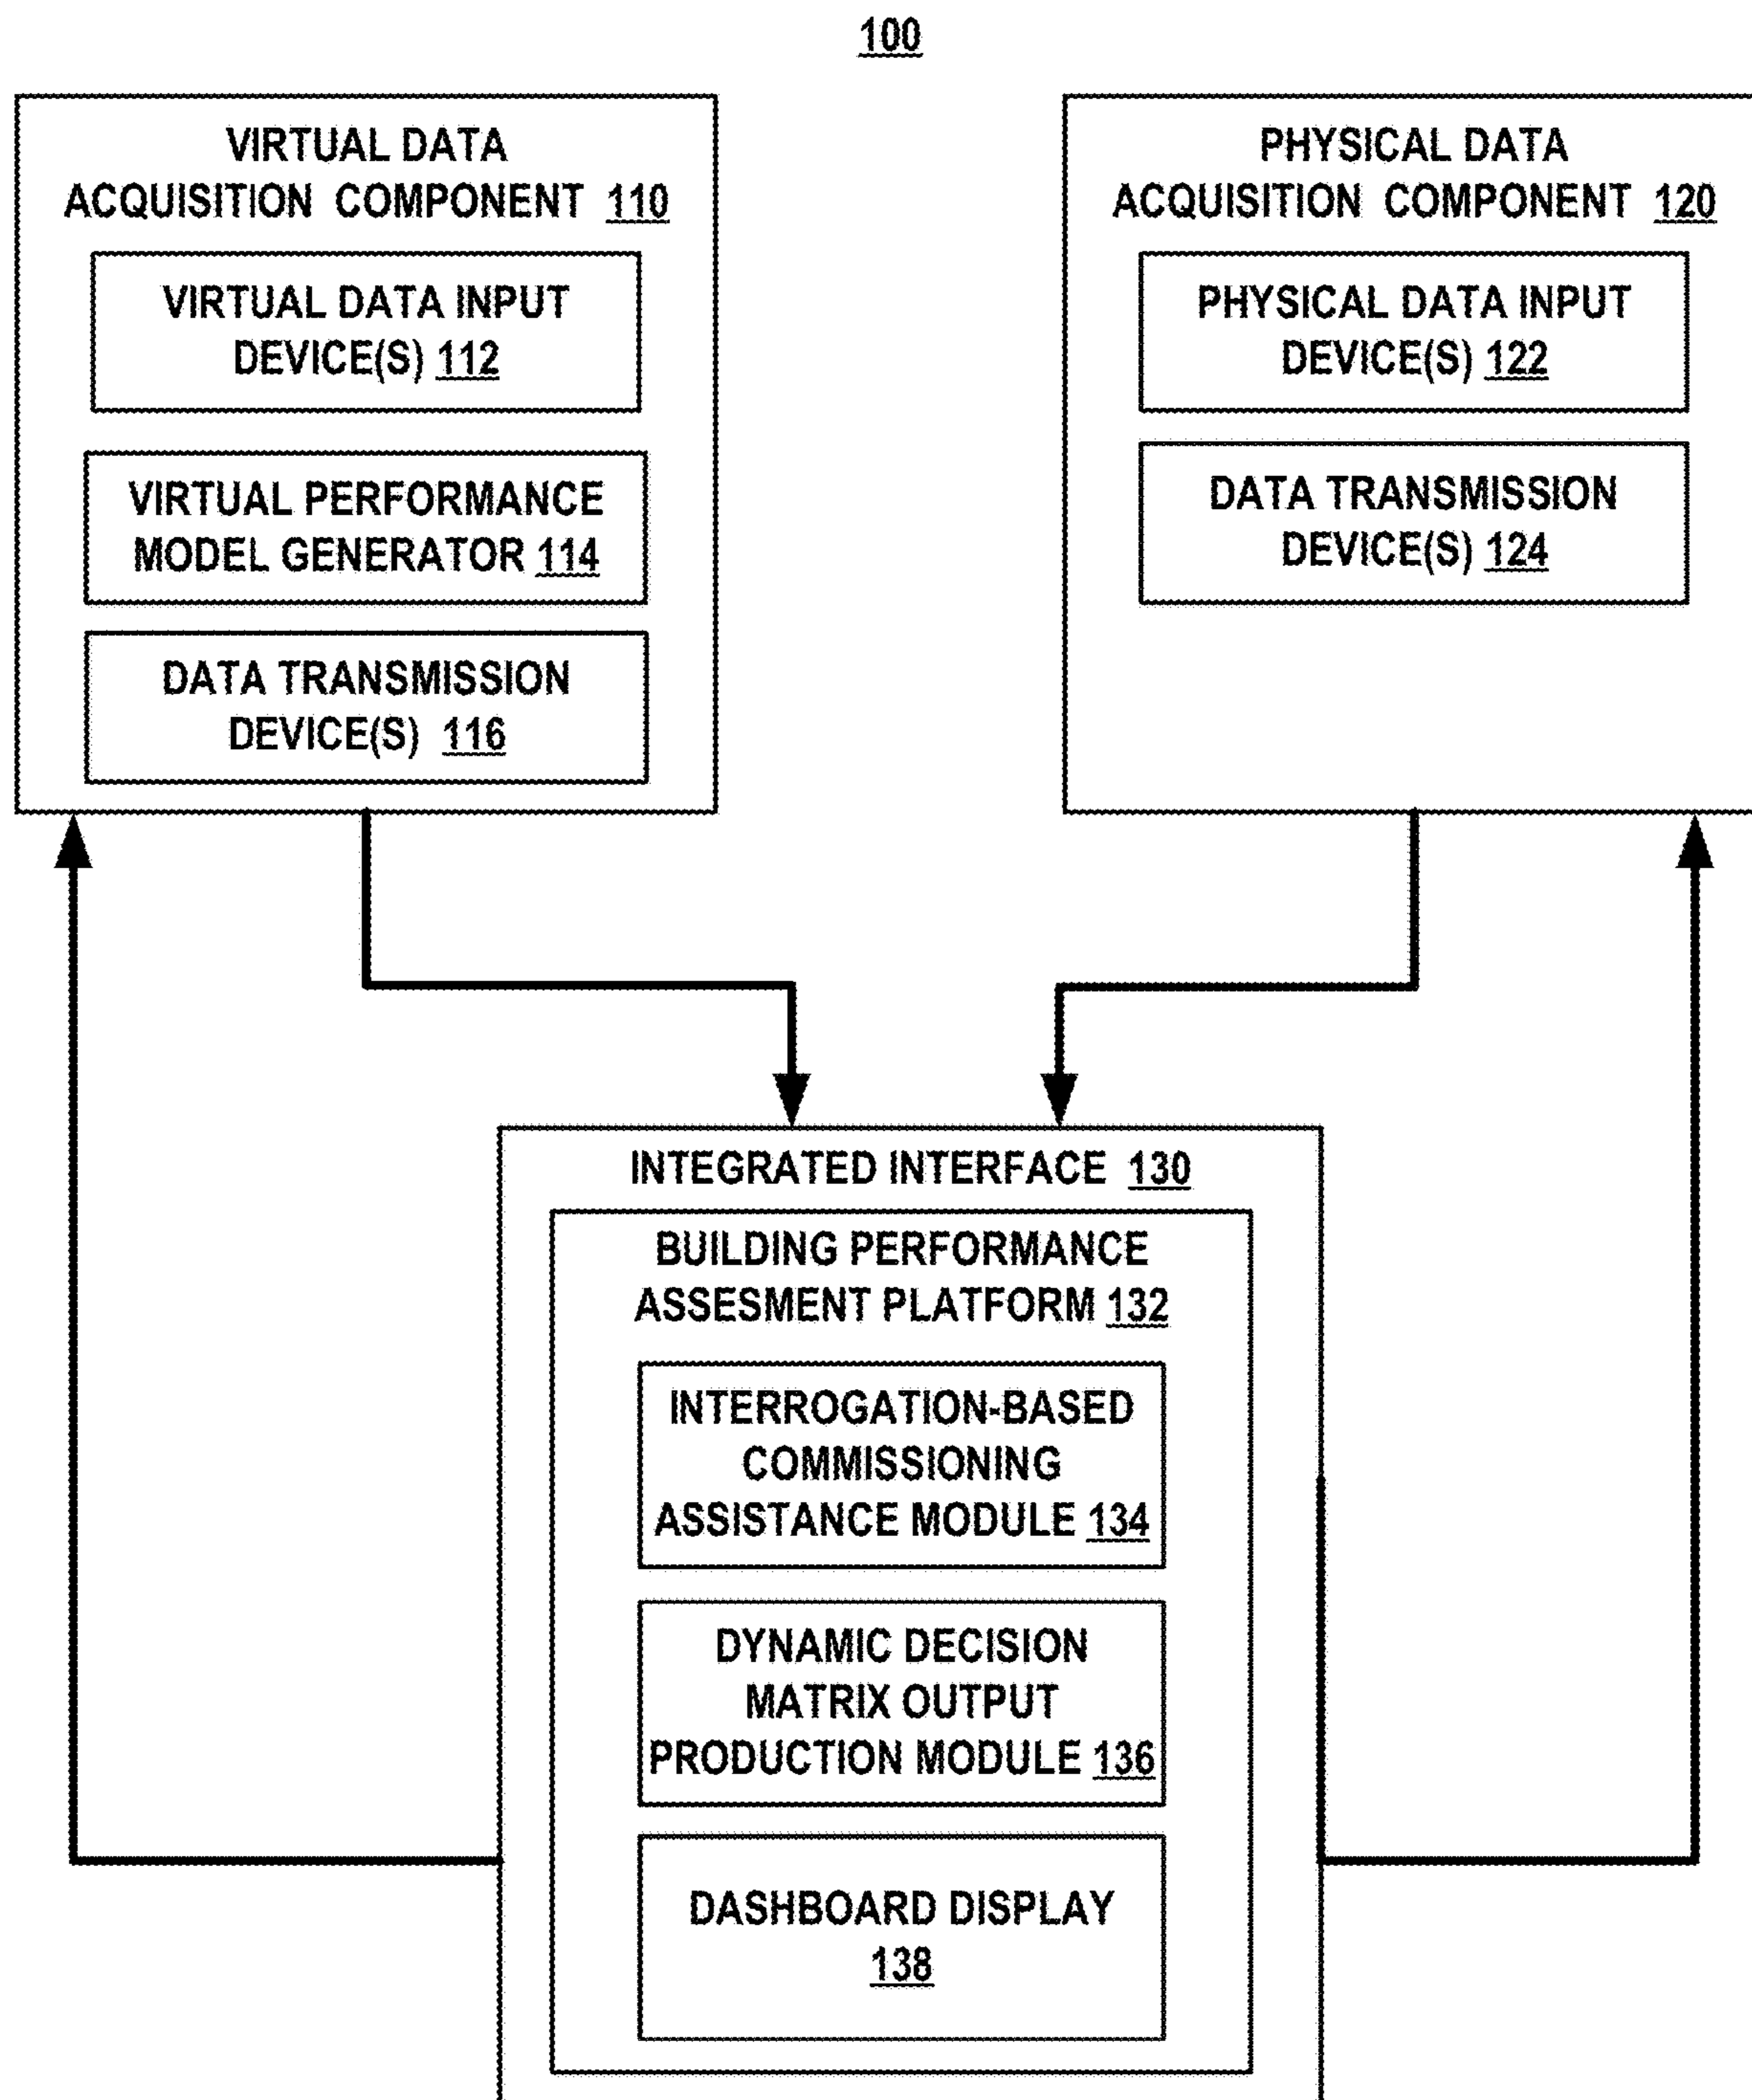 100
VIRTUAL DATA
ACQUISITION COMPONENT 110
VIRTUAL DATA INPUT
DEVICE(S) 112
VIRTUAL PERFORMANCE
MODEL GENERATOR 114
DATA TRANSMISSION
DEVICE(S) 116
PHYSICAL DATA
ACQUISITION COMPONENT 120
PHYSICAL DATA INPUT
DEVICE(S) 122
DATA TRANSMISSION
DEVICE(S) 124
INTEGRATED INTERFACE 130
BUILDING PERFORMANCE
ASSESMENT PLATFORM 132
INTERROGATION-BASED
COMMISSIONING
ASSISTANCE MODULE 134
DYNAMIC DECISION
MATRIX OUTPUT
PRODUCTION MODULE 136
DASHBOARD DISPLAY
138